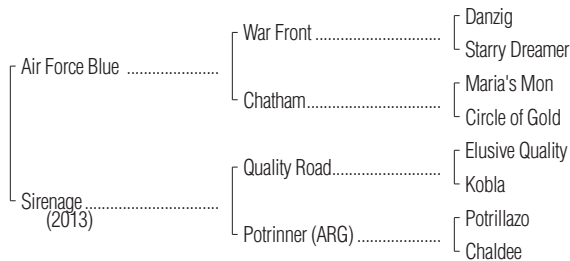 Danzig
War Front ......................................
Starry Dreamer
Air Force Blue ............................
Maria's Mon
Chatham.........................................
Circle of Gold
Elusive Quality
Quality Road.................................
Kobla
Sirenage.........................................
(2013)
Potrillazo
Potrinner (ARG) .........................
Chaldee